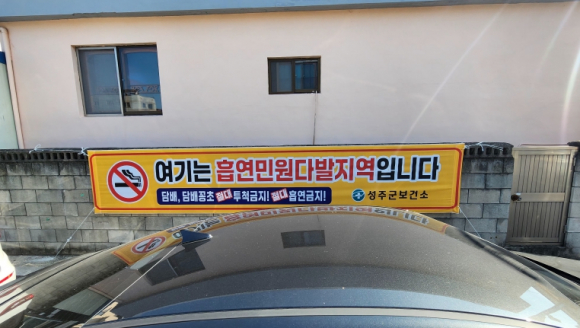 여기는 흡연민원다발지역입니다
담배, 담배꽁초 절대 투척금지! 절대 흡연금지! 성주군보건소